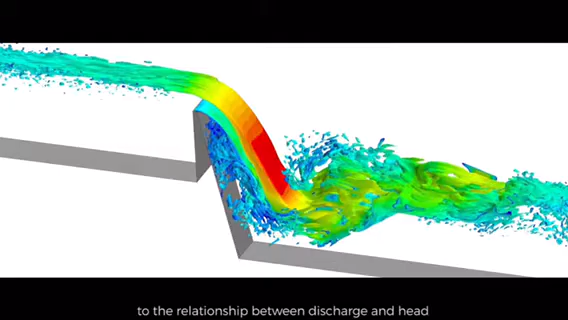 to the relationship between discharge and head